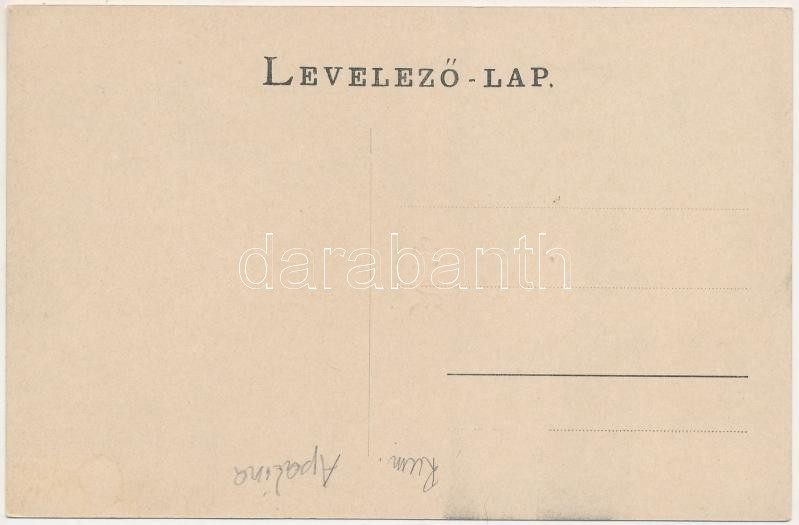 LEVELEZŐ-LAP.
darabanth
Rum.
Apalina